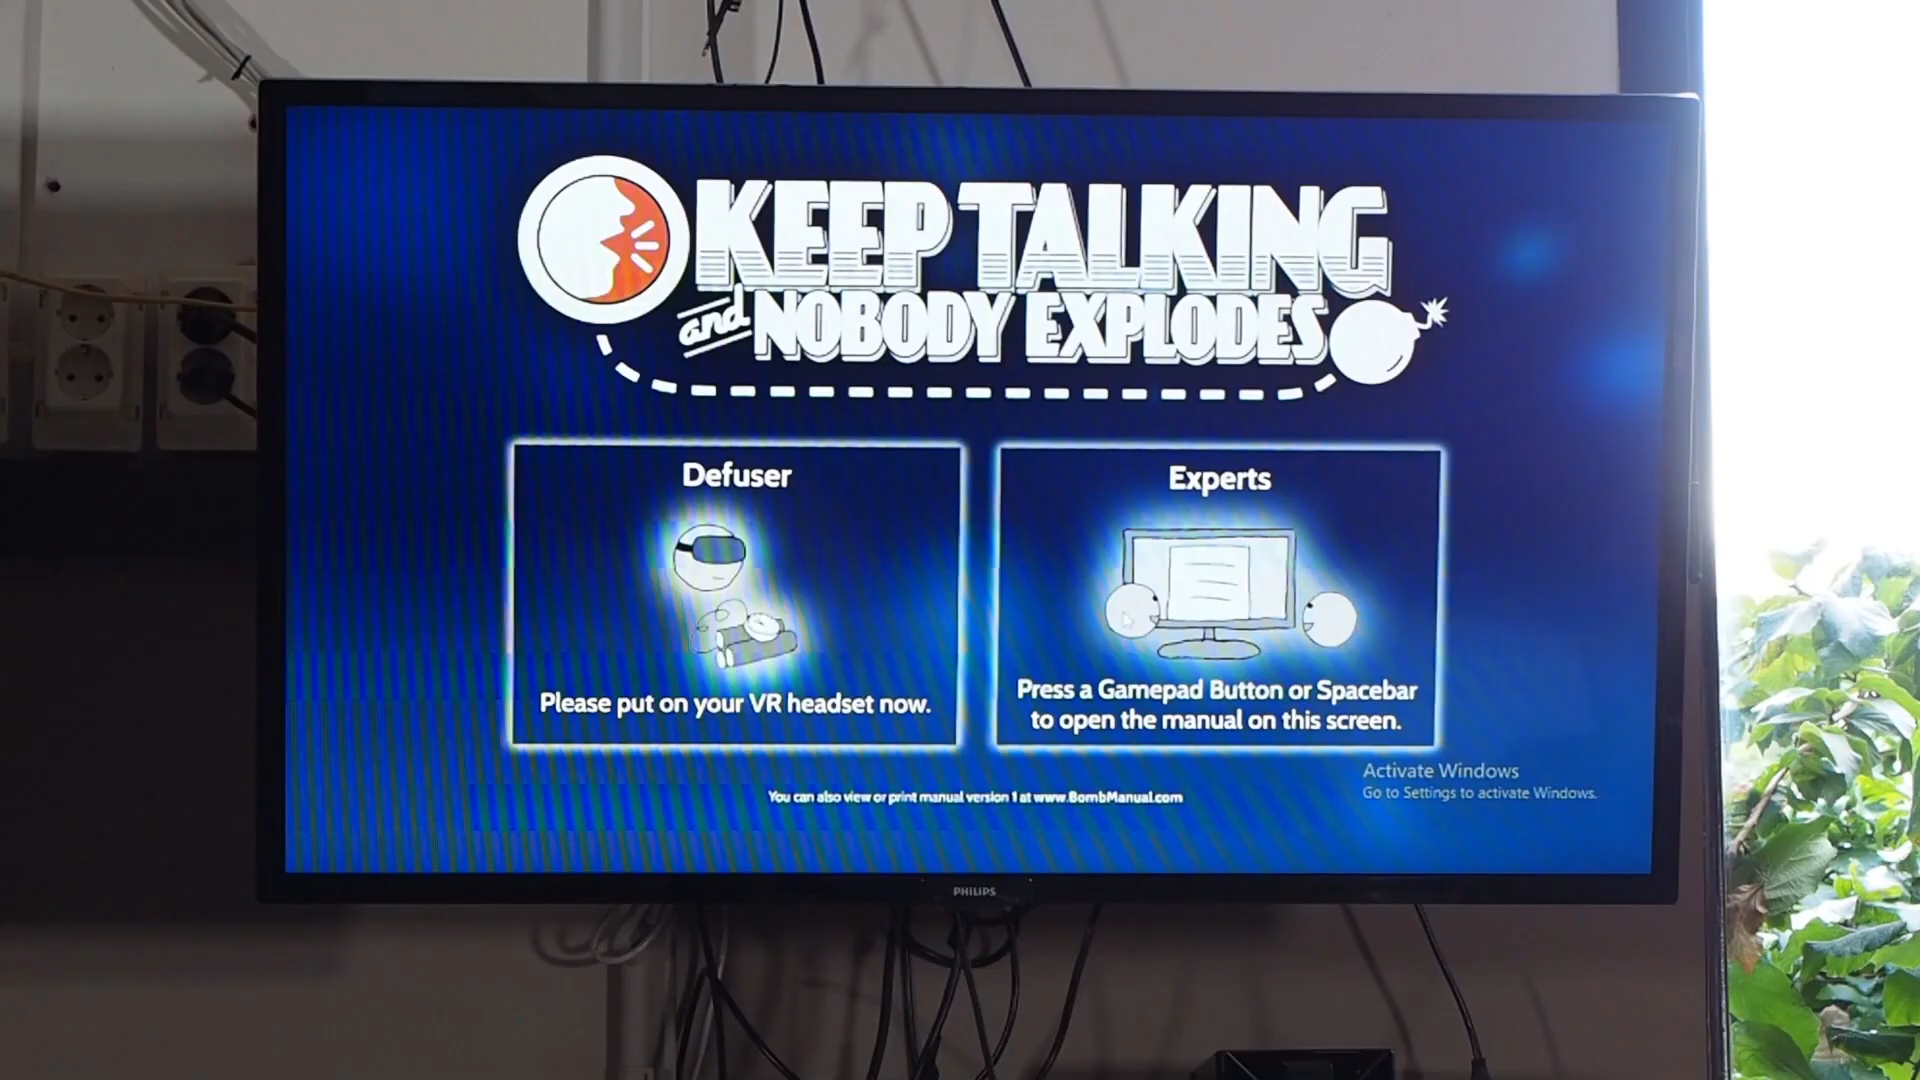 KEEP TALKING
and NOBODY EXPLODES
Defuser
Please put on your VR headset now.
Experts
Press a Gamepad Button or Spacebar
to open the manual on this screen.
Activate Windows
Go to Settings to activate Windows.
You can also view or print manual version 1 at www.BombManual.com
PHILIPS